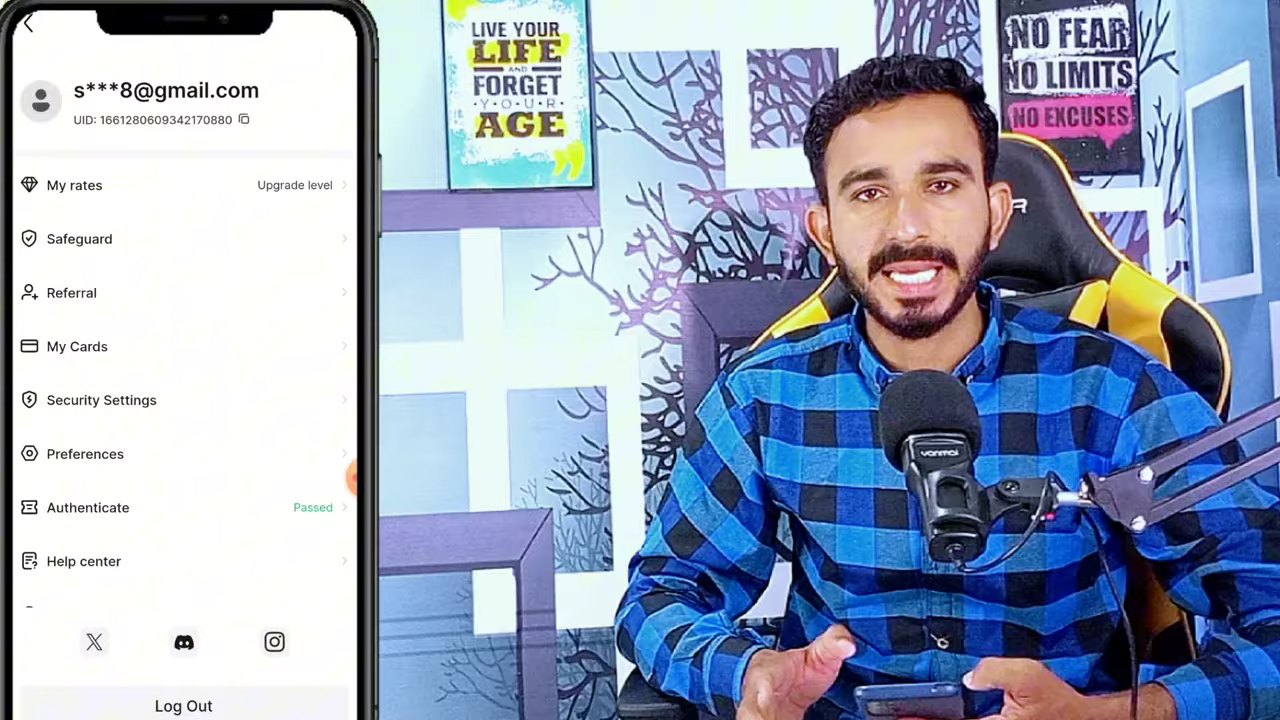 s***8@gmail.com
UID: 1661280609342170880
My rates
Upgrade level
Safeguard
Referral
My Cards
Security Settings
Preferences
Authenticate
Passed
Help center
Log Out
LIVE YOUR
LIFE
AND
FORGET
YOUR
AGE
NO FEAR
NO LIMITS
NO EXCUSES
R
vanmai